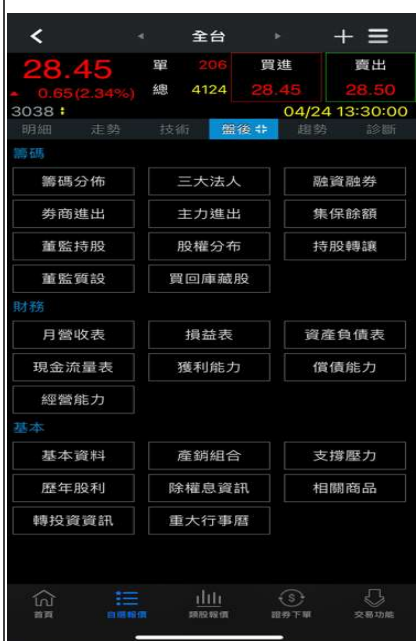 全台
28.45 單 206 買進 賣出
0.65(2.34%) 總 4124 28.45 28.50
3038 04/24 13:30:00
明細 走勢 技術 盤後 趨勢 診斷
籌碼
籌碼分佈 三大法人 融資融券
券商進出 主力進出 集保餘額
董監持股 股權分布 持股轉讓
董監質設 買回庫藏股
財務
月營收表 損益表 資產負債表
現金流量表 獲利能力 償債能力
經營能力
基本
基本資料 產銷組合 支撐壓力
歷年股利 除權息資訊 相關商品
轉投資資訊 重大行事曆
首頁 自選報價 類股報價 證券下單 交易功能